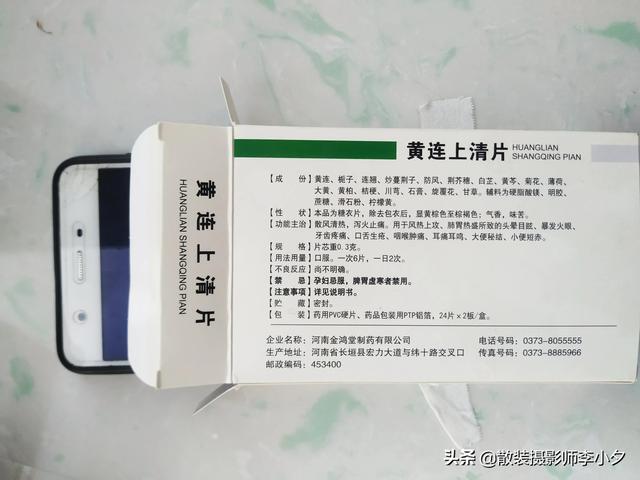 黄连上清片
HUANGLIAN
SHANGQING PIAN
黄连上清片 HUANGLIAN
SHANGQING PIAN
【成　份】黄连、栀子、连翘、炒蔓荆子、防风、荆芥穗、白芷、黄芩、菊花、薄荷、
大黄、黄柏、桔梗、川芎、石膏、旋覆花、甘草。辅料为硬脂酸镁、明胶、
蔗糖、滑石粉、柠檬黄。
【性　状】本品为糖衣片，除去包衣后，显黄棕色至棕褐色；气香，味苦。
【功能主治】散风清热，泻火止痛。用于风热上攻、肺胃热盛所致的头晕目眩、暴发火眼、
牙齿疼痛、口舌生疮、咽喉肿痛、耳痛耳鸣、大便秘结、小便短赤。
【规　格】片芯重0.3克。
【用法用量】口服。一次6片，一日2次。
【不良反应】尚不明确。
【禁　忌】孕妇忌服，脾胃虚寒者禁用。
【注意事项】详见说明书。
【贮　藏】密封。
【包　装】药用PVC硬片、药品包装用PTP铝箔，24片×2板/盒。
企业名称：河南金鸿堂制药有限公司　电话号码：0373-8055555
生产地址：河南省长垣县宏力大道与纬十路交叉口　传真号码：0373-8885966
邮政编码：453400
头条 @散装摄影师李小夕